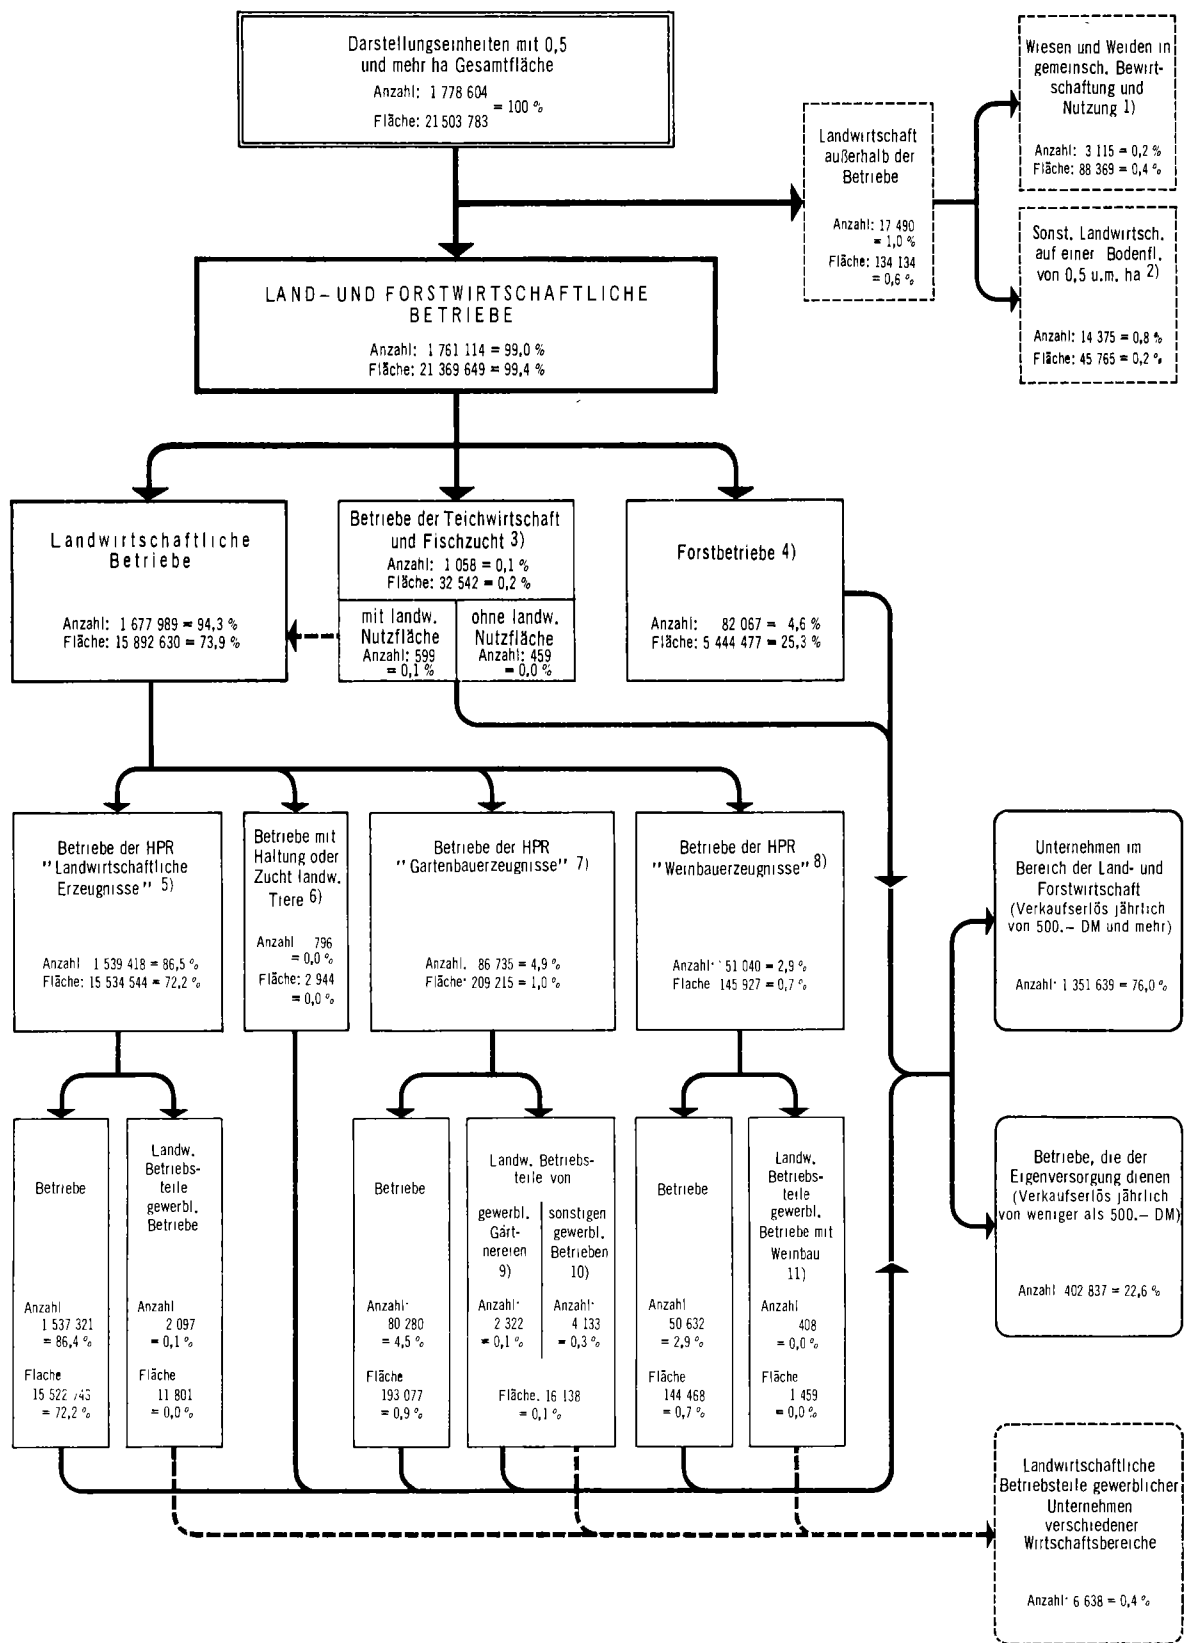 Darstellungseinheiten mit 0,5
und mehr ha Gesamtfläche
Anzahl: 1 778 604
= 100 %
Fläche: 21 503 783
Landwirtschaft
außerhalb der
Betriebe
Anzahl: 17 490
= 1,0 %
Fläche: 134 134
= 0,6 %
Wiesen und Weiden in
gemeinsch. Bewirt-
schaftung und
Nutzung 1)
Anzahl: 3 115 = 0,2 %
Fläche: 88 369 = 0,4 %
Sonst. Landwirtsch.
auf einer Bodenfl.
von 0,5 u.m. ha 2)
Anzahl: 14 375 = 0,8 %
Fläche: 45 765 = 0,2 %
LAND- UND FORSTWIRTSCHAFTLICHE
BETRIEBE
Anzahl: 1 761 114 = 99,0 %
Fläche: 21 369 649 = 99,4 %
Landwirtschaftliche
Betriebe
Anzahl: 1 677 989 = 94,3 %
Fläche: 15 892 630 = 73,9 %
Betriebe der Teichwirtschaft
und Fischzucht 3)
Anzahl: 1 058 = 0,1 %
Fläche: 32 542 = 0,2 %
mit landw.
Nutzfläche
Anzahl: 599
= 0,1 %
ohne landw.
Nutzfläche
Anzahl: 459
= 0,0 %
Forstbetriebe 4)
Anzahl: 82 067 = 4,6 %
Fläche: 5 444 477 = 25,3 %
Betriebe der HPR
"Landwirtschaftliche
Erzeugnisse" 5)
Anzahl 1 539 418 = 86,5 %
Fläche: 15 534 544 = 72,2 %
Betriebe mit
Haltung oder
Zucht landw.
Tiere 6)
Anzahl 796
= 0,0 %
Fläche: 2 944
= 0,0 %
Betriebe der HPR
"Gartenbauerzeugnisse" 7)
Anzahl. 86 735 = 4,9 %
Fläche· 209 215 = 1,0 %
Betriebe der HPR
"Weinbauerzeugnisse" 8)
Anzahl· 51 040 = 2,9 %
Flache 145 927 = 0,7 %
Unternehmen im
Bereich der Land- und
Forstwirtschaft
(Verkaufserlös jährlich
von 500.– DM und mehr)
Anzahl· 1 351 639 = 76,0 %
Betriebe
Anzahl
1 537 321
= 86,4 %
Flache
15 522 743
= 72,2 %
Landw.
Betriebs-
teile
gewerbl.
Betriebe
Anzahl
2 097
= 0,1 %
Fläche
11 801
= 0,0 %
Betriebe
Anzahl·
80 280
= 4,5 %
Fläche
193 077
= 0,9 %
Landw. Betriebs-
teile von
gewerbl.
Gärt-
nereien
9)
Anzahl·
2 322
= 0,1 %
sonstigen
gewerbl.
Betrieben
10)
Anzahl·
4 133
= 0,3 %
Fläche. 16 138
= 0,1 %
Betriebe
Anzahl
50 632
= 2,9 %
Fläche
144 468
= 0,7 %
Landw.
Betriebs-
teile
gewerbl.
Betriebe mit
Weinbau
11)
Anzahl
408
= 0,0 %
Fläche
1 459
= 0,0 %
Betriebe, die der
Eigenversorgung dienen
(Verkaufserlös jährlich
von weniger als 500.– DM)
Anzahl 402 837 = 22,6 %
Landwirtschaftliche
Betriebsteile gewerblicher
Unternehmen
verschiedener
Wirtschaftsbereiche
Anzahl· 6 638 = 0,4 %